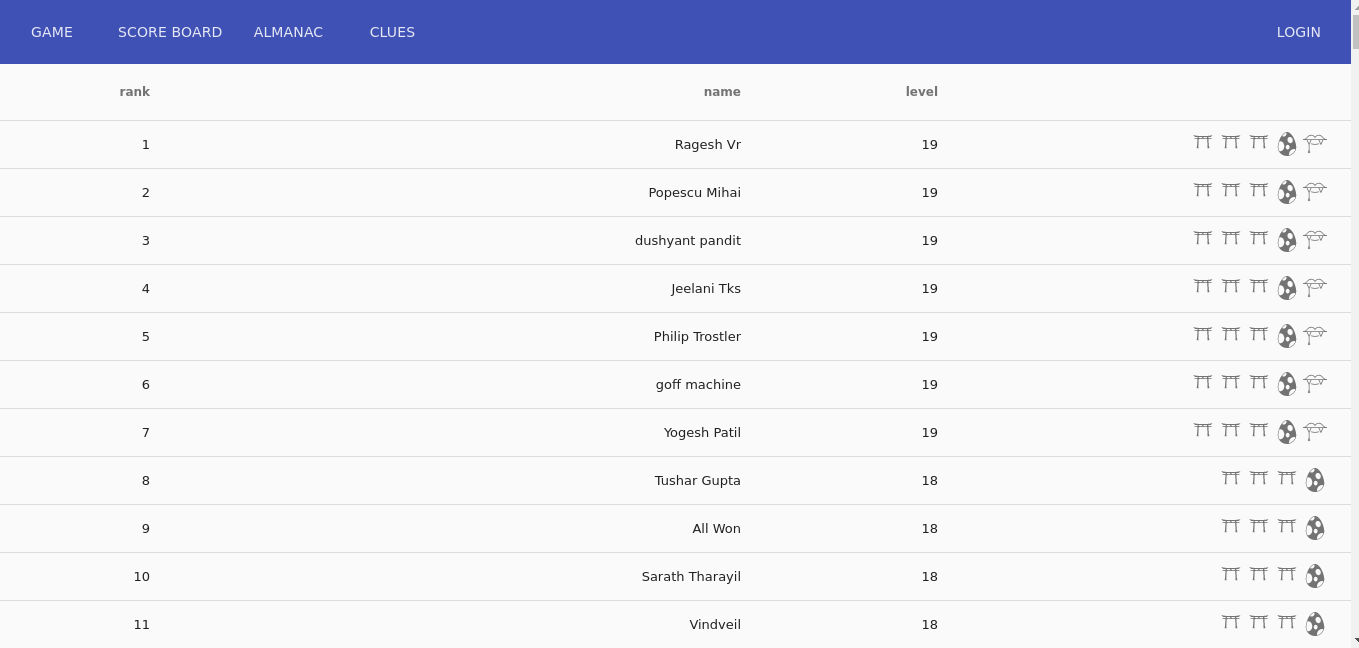 GAME SCORE BOARD ALMANAC CLUES LOGIN
rank name level
1 Ragesh Vr 19
2 Popescu Mihai 19
3 dushyant pandit 19
4 Jeelani Tks 19
5 Philip Trostler 19
6 goff machine 19
7 Yogesh Patil 19
8 Tushar Gupta 18
9 All Won 18
10 Sarath Tharayil 18
11 Vindveil 18